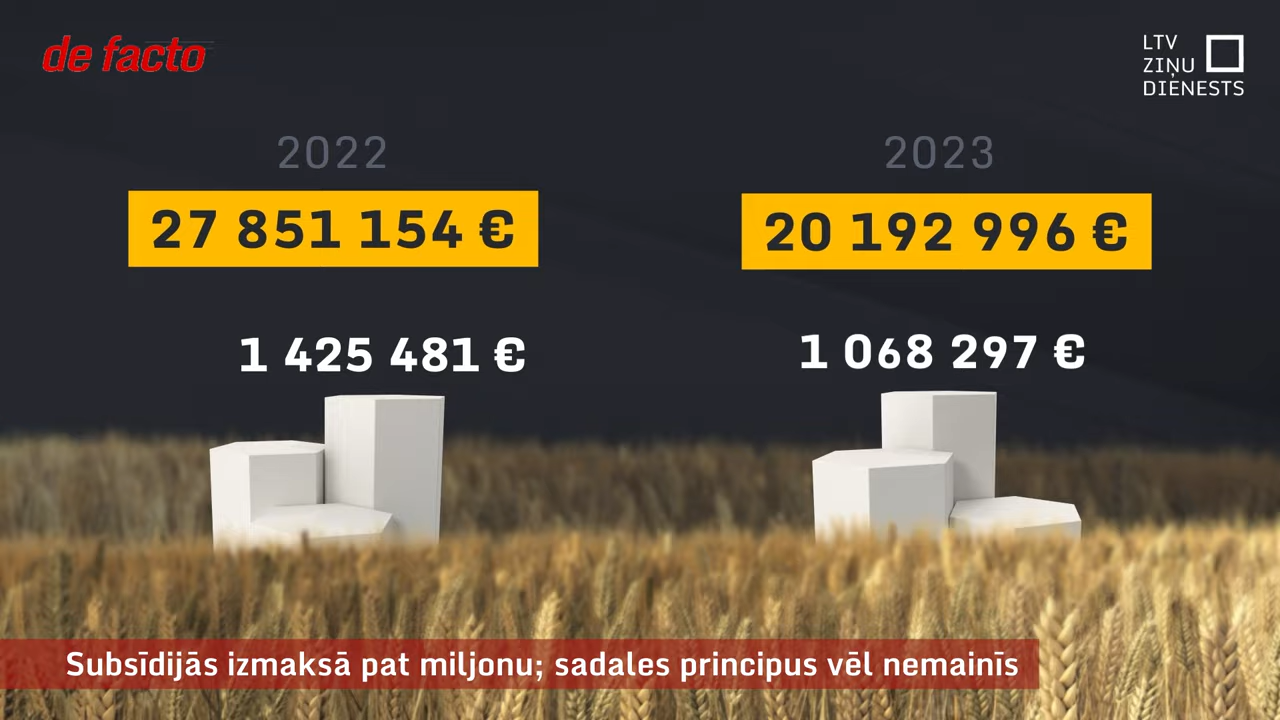 de facto
LTV
ZIŅU
DIENESTS
2022
2023
27 851 154 €
20 192 996 €
1 425 481 €
1 068 297 €
Subsīdijās izmaksā pat miljonu; sadales principus vēl nemainīs